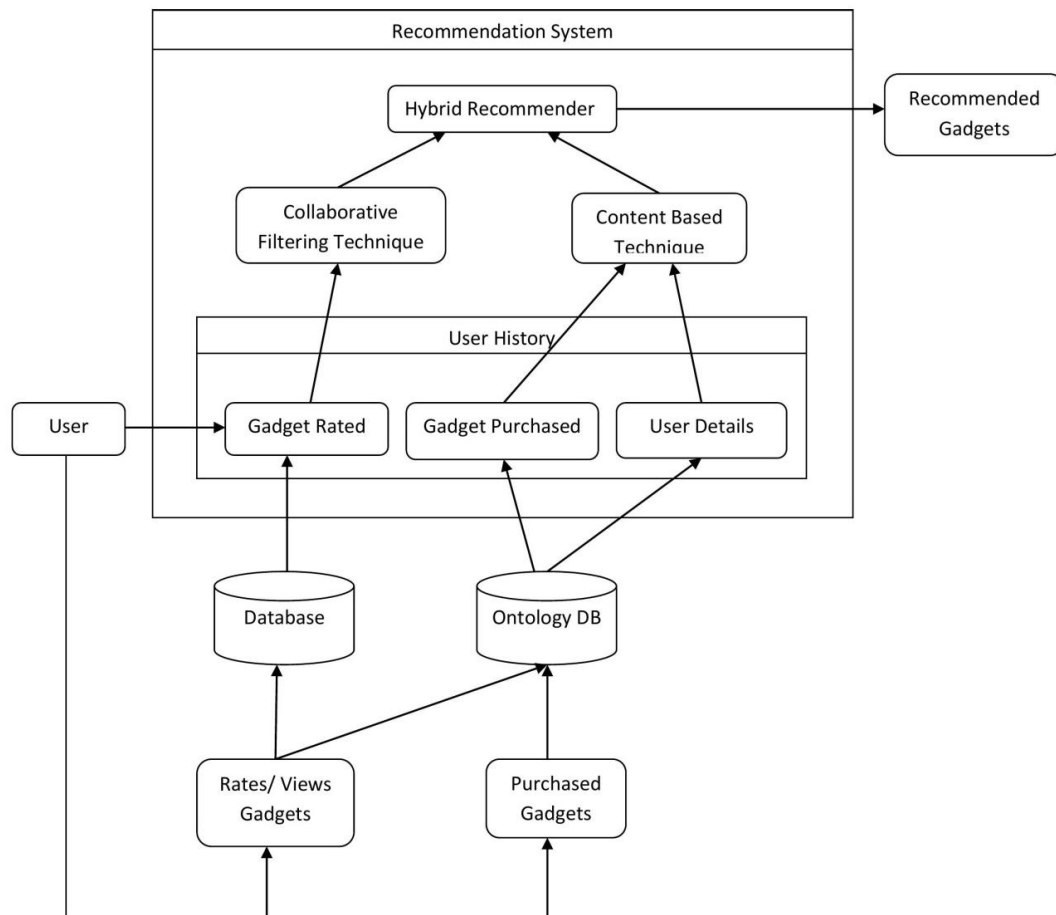 Recommendation System
Hybrid Recommender
Recommended
Gadgets
Collaborative
Filtering Technique
Content Based
Technique
User History
User
Gadget Rated
Gadget Purchased
User Details
Database
Ontology DB
Rates/ Views
Gadgets
Purchased
Gadgets